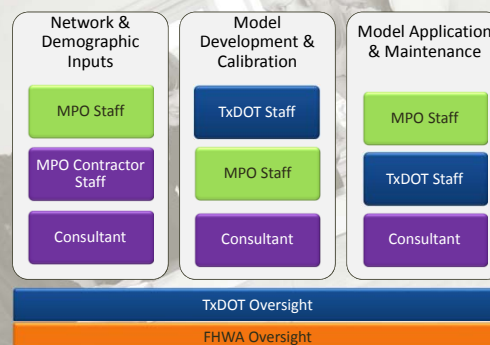 Network &
Demographic
Inputs
MPO Staff
MPO Contractor
Staff
Consultant
Model
Development &
Calibration
TxDOT Staff
MPO Staff
Consultant
Model Application
& Maintenance
MPO Staff
TxDOT Staff
Consultant
TxDOT Oversight
FHWA Oversight